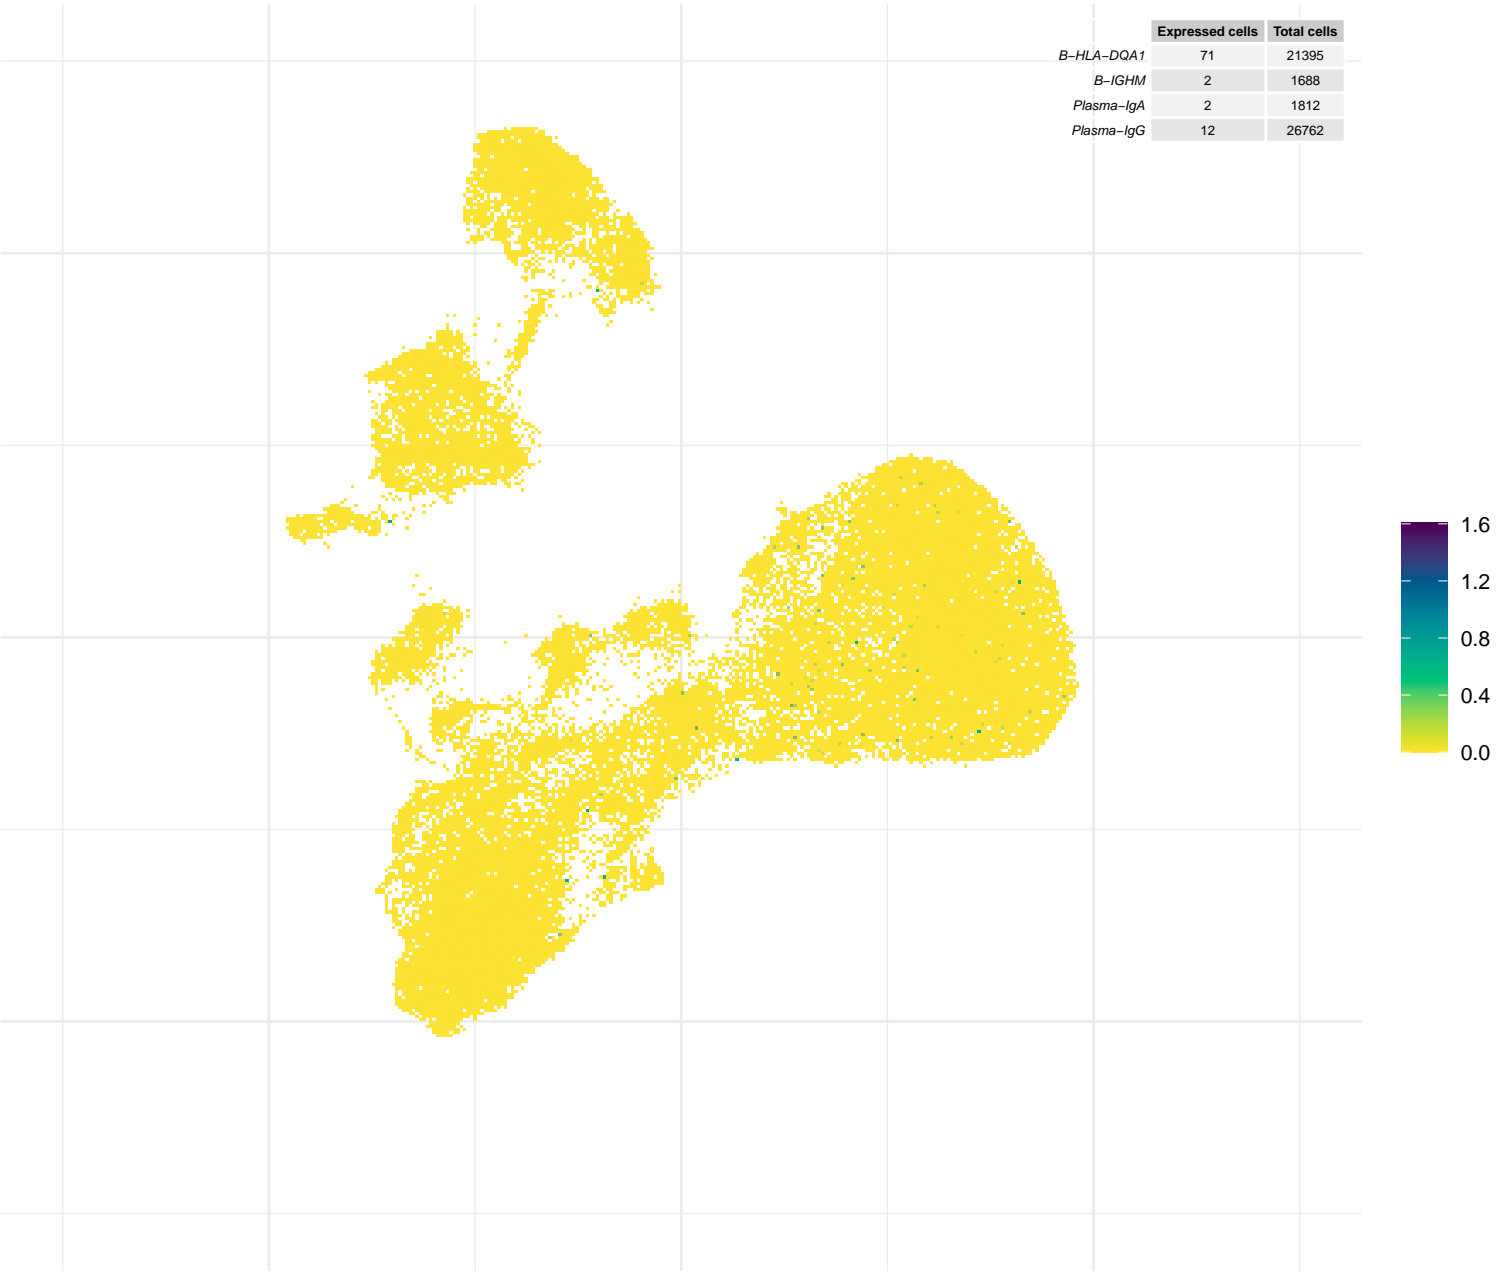 Expressed cells Total cells
B−HLA−DQA1 71 21395
B−IGHM 2 1688
Plasma−IgA 2 1812
Plasma−IgG 12 26762
1.6
1.2
0.8
0.4
0.0